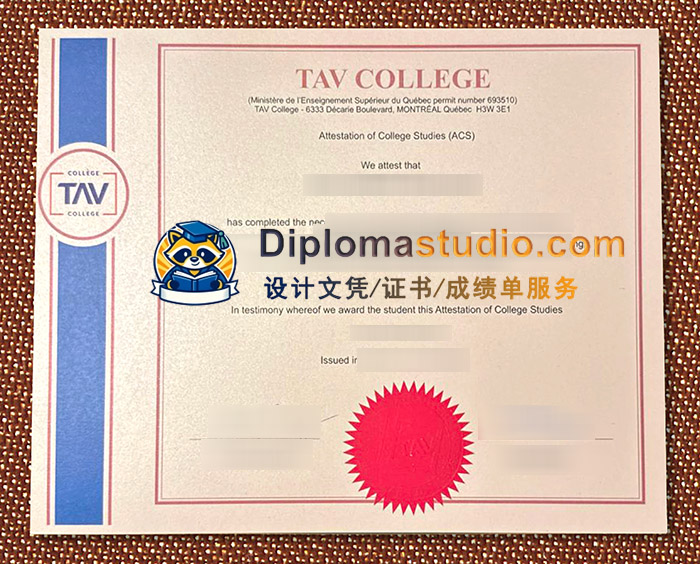 TAV COLLEGE
(Ministère de l'Enseignement Supérieur du Québec permit number 693510)
TAV College - 6333 Décarie Boulevard, MONTRÉAL Québec H3W 3E1
Attestation of College Studies (ACS)
We attest that
COLLÈGE
TAV
COLLEGE
has completed the
Diplomastudio.com
设计文凭/证书/成绩单服务
In testimony whereof we award the student this Attestation of College Studies
Issued
TAV